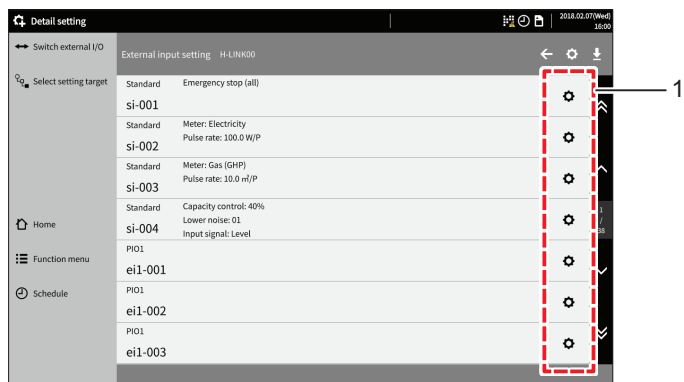 Detail setting
2018.02.07(Wed)
16:00
Switch external I/O
External input setting H-LINK00
Select setting target
Standard Emergency stop (all)
si-001
1
Standard Meter: Electricity
Pulse rate: 100.0 W/P
si-002
Standard Meter: Gas (GHP)
Pulse rate: 10.0 ㎥/P
si-003
Standard Capacity control: 40%
Lower noise: 01
si-004 Input signal: Level
1
/
38
Home
PIO1
ei1-001
Function menu
PIO1
ei1-002
Schedule
PIO1
ei1-003